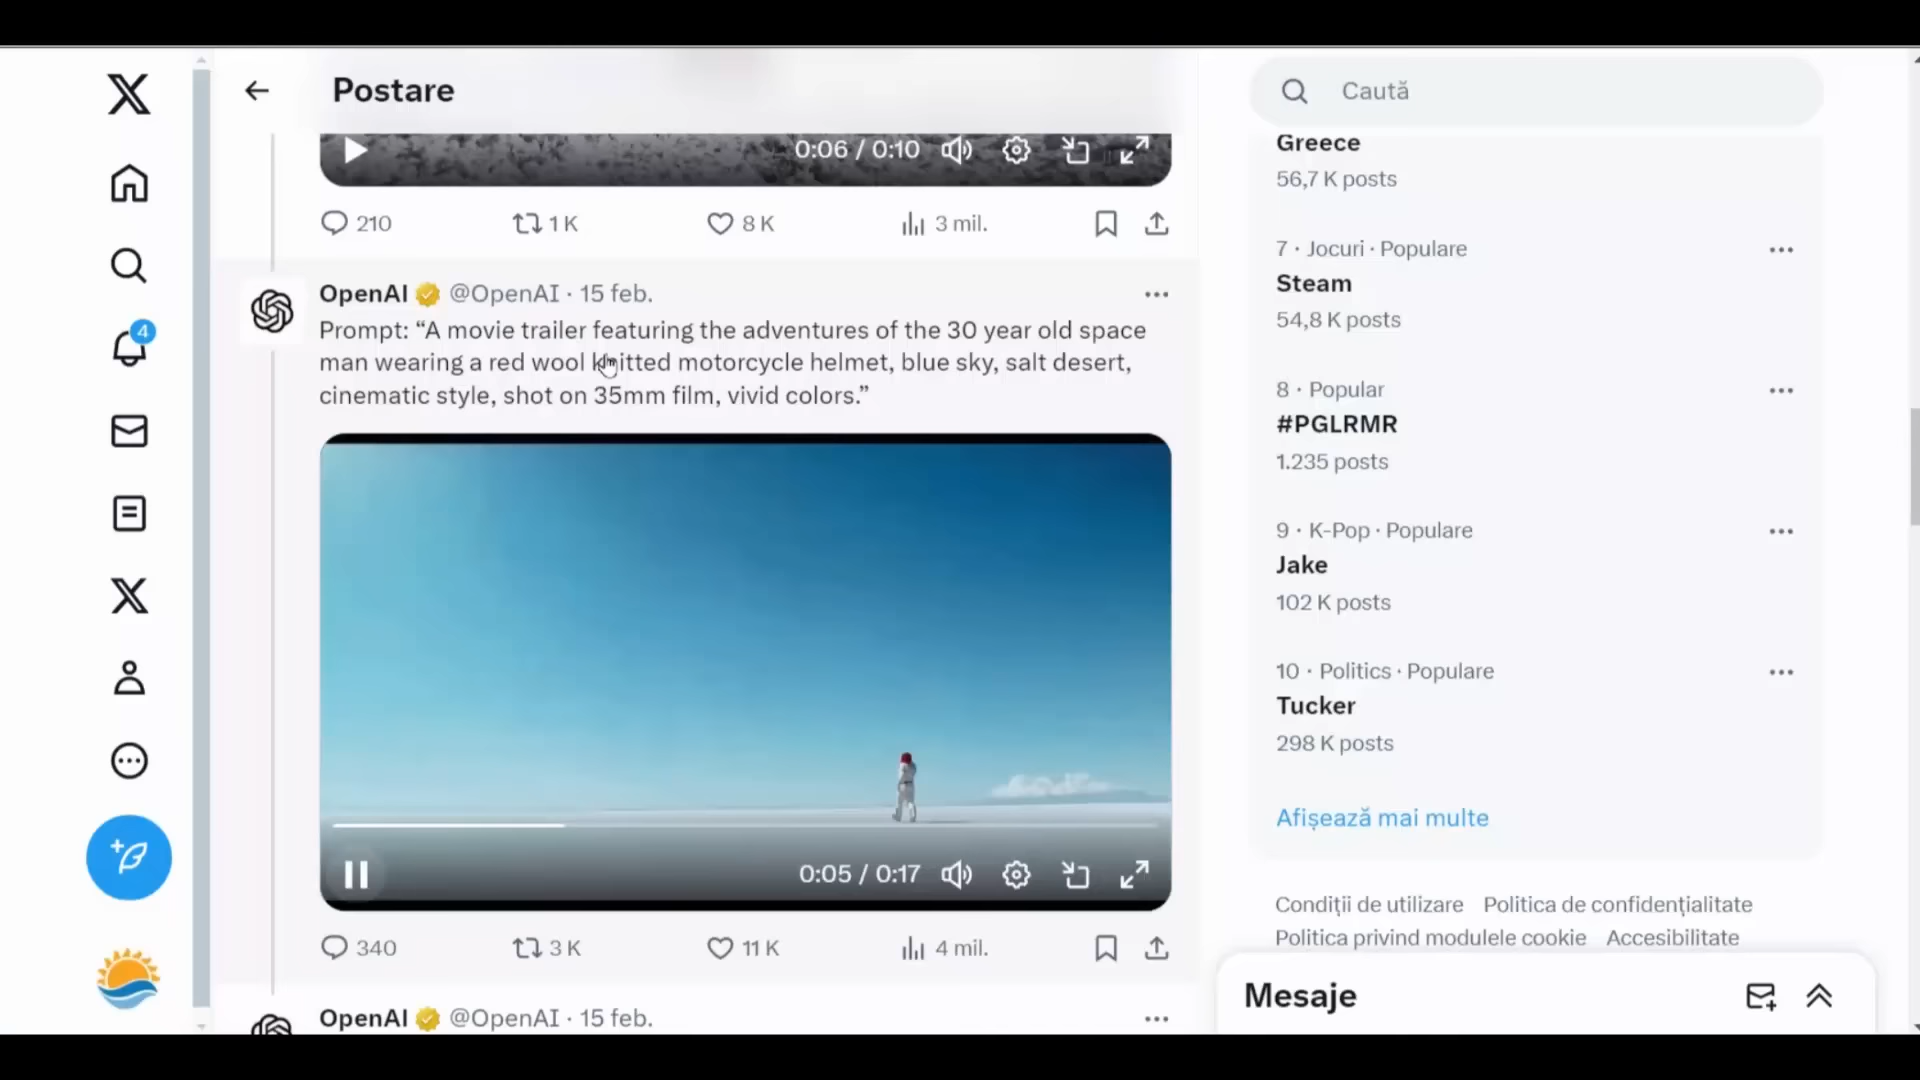 Postare
0:06 / 0:10
210
1 K
8 K
3 mil.
OpenAI @OpenAI · 15 feb.
Prompt: “A movie trailer featuring the adventures of the 30 year old space
man wearing a red wool knitted motorcycle helmet, blue sky, salt desert,
cinematic style, shot on 35mm film, vivid colors.”
0:05 / 0:17
340
3 K
11 K
4 mil.
OpenAI @OpenAI · 15 feb.
4
Caută
Greece
56,7 K posts
7 · Jocuri · Populare
Steam
54,8 K posts
8 · Popular
#PGLRMR
1.235 posts
9 · K-Pop · Populare
Jake
102 K posts
10 · Politics · Populare
Tucker
298 K posts
Afișează mai multe
Condiții de utilizare Politica de confidențialitate
Politica privind modulele cookie Accesibilitate
Mesaje